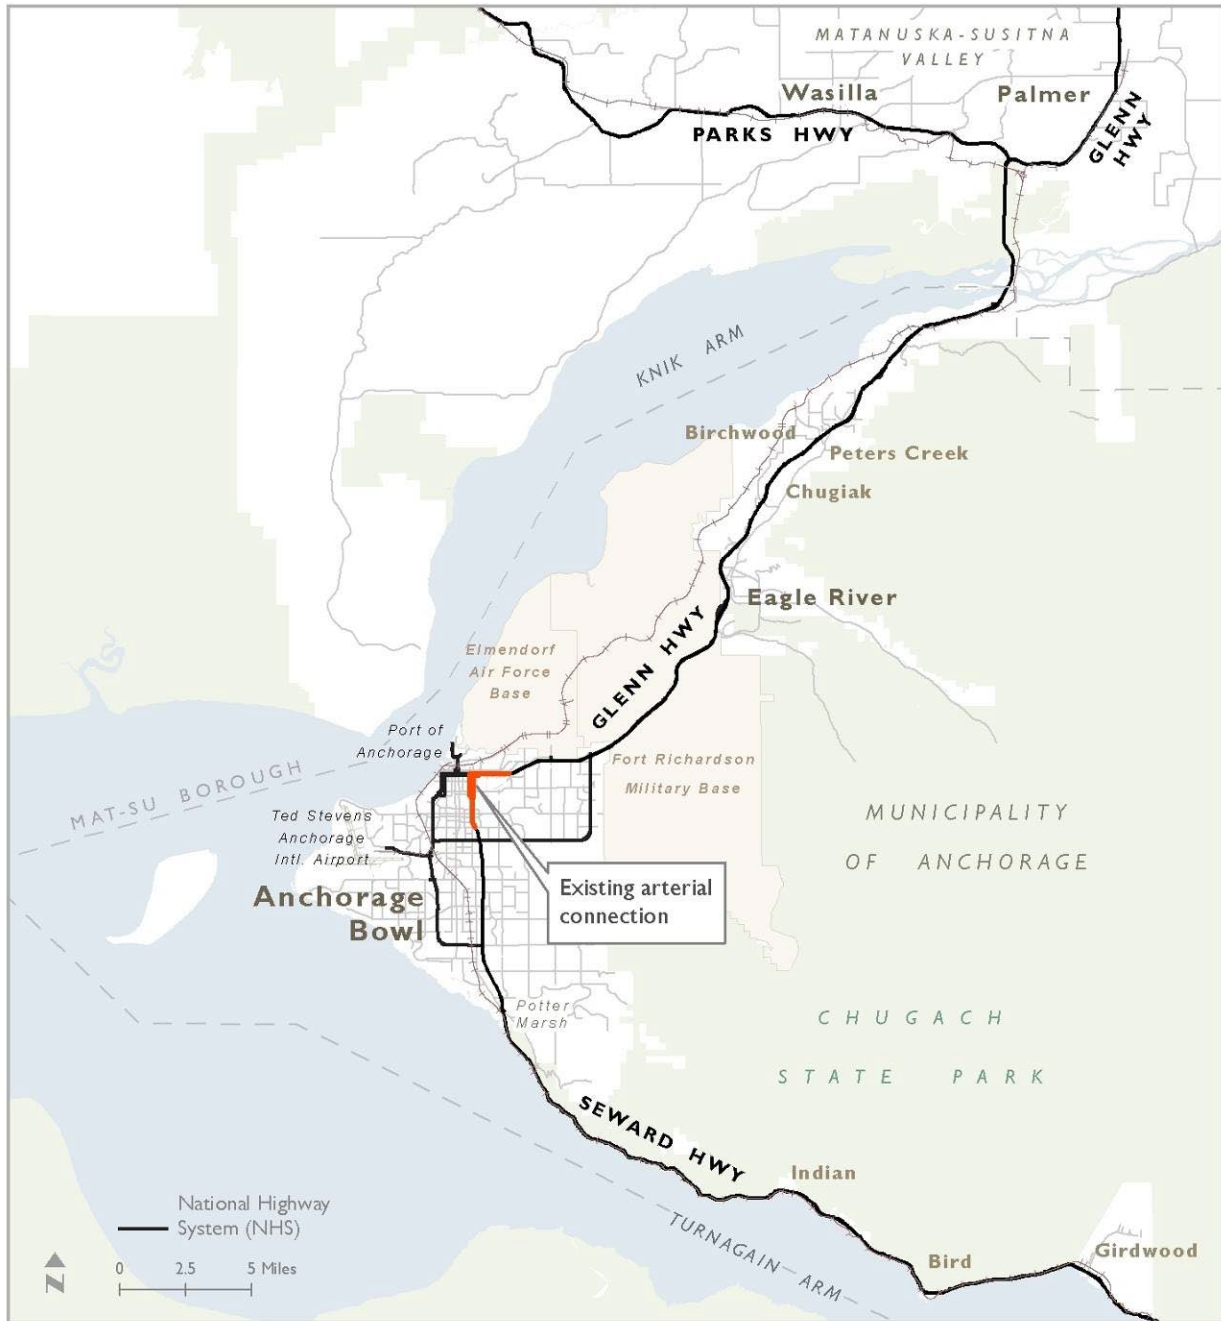 MATANUSKA-SUSITNA
VALLEY
Wasilla
Palmer
PARKS HWY
GLENN
HWY
KNIK ARM
Birchwood
Peters Creek
Chugiak
Eagle River
GLENN HWY
Elmendorf
Air Force
Base
Port of
Anchorage
Fort Richardson
Military Base
MAT-SU BOROUGH
Ted Stevens
Anchorage
Intl. Airport
MUNICIPALITY
OF ANCHORAGE
Existing arterial
connection
Anchorage
Bowl
Potter
Marsh
CHUGACH
STATE PARK
SEWARD HWY
Indian
TURNAGAIN ARM
Bird
Girdwood
National Highway
System (NHS)
N
0 2.5 5 Miles